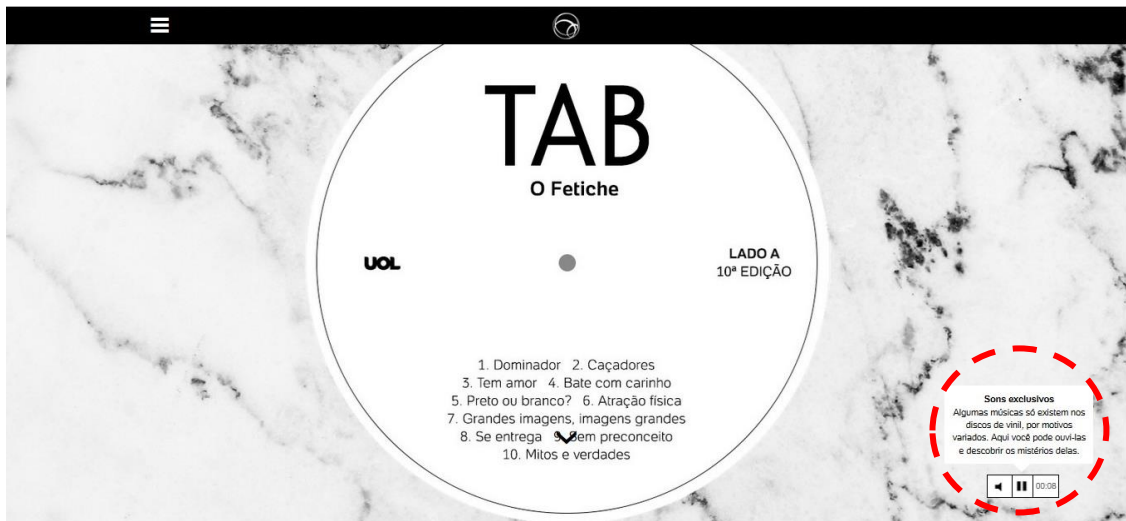 TAB
O Fetiche
UOL
LADO A
10ª EDIÇÃO
1. Dominador 2. Caçadores
3. Tem amor 4. Bate com carinho
5. Preto ou branco? 6. Atração física
7. Grandes imagens, imagens grandes
8. Se entrega 9. Sem preconceito
10. Mitos e verdades
Sons exclusivos
Algumas músicas só existem nos
discos de vinil, por motivos
variados. Aqui você pode ouvi-las
e descobrir os mistérios delas.
00:08